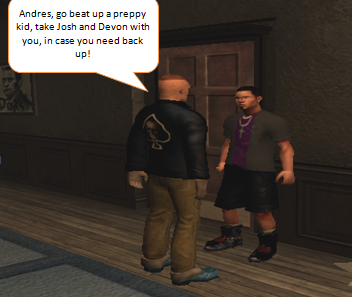 Andres, go beat up a preppy
kid, take Josh and Devon with
you, in case you need back
up!